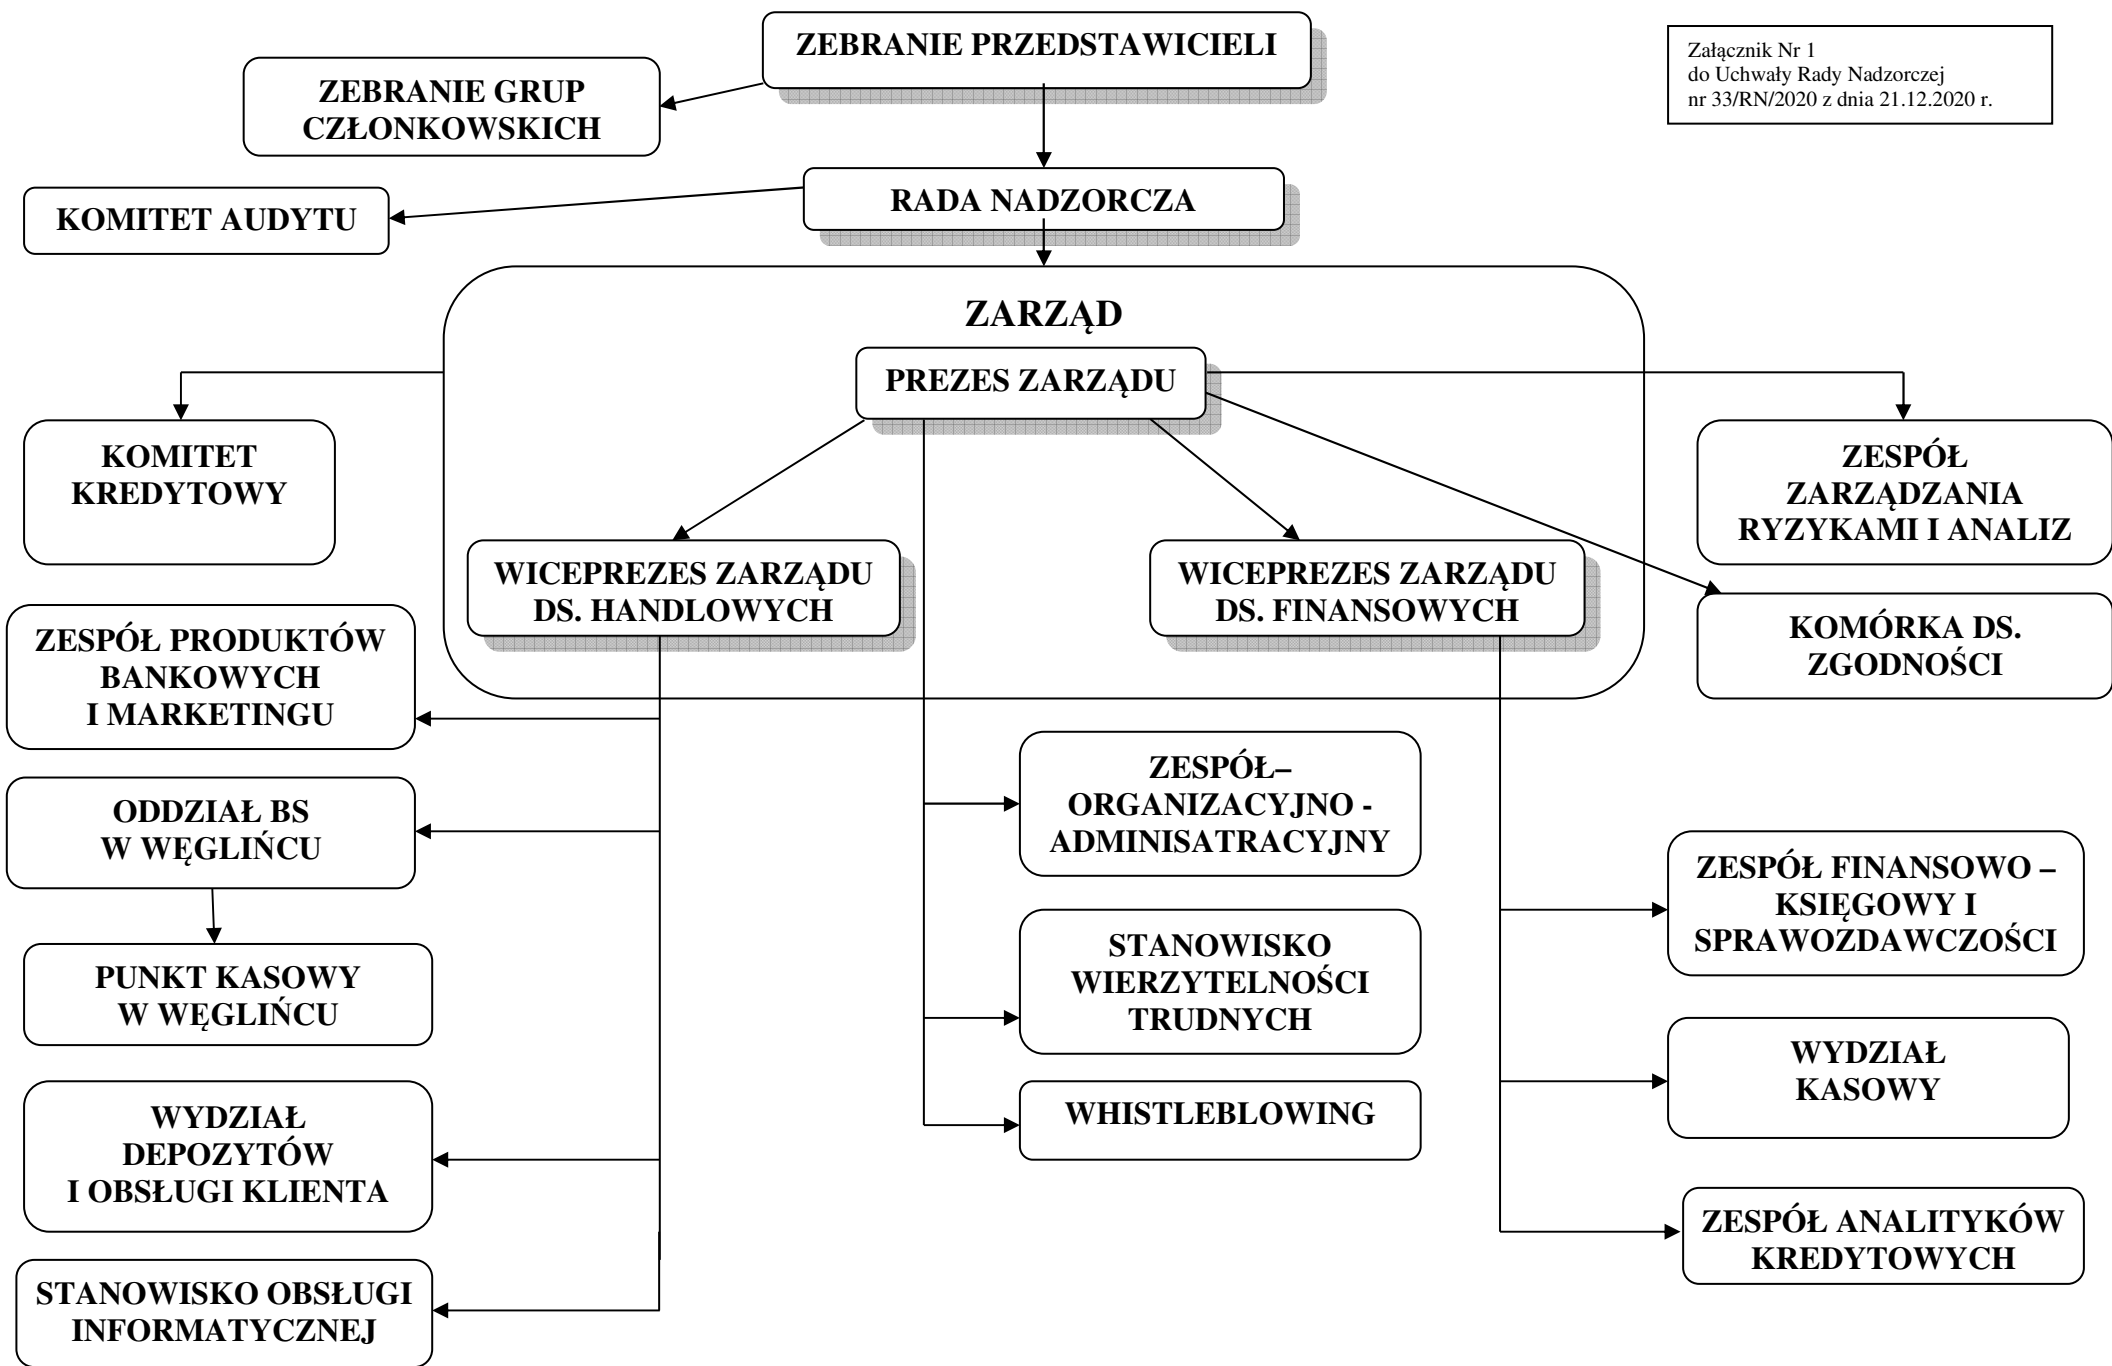 ZEBRANIE PRZEDSTAWICIELI
Załącznik Nr 1
do Uchwały Rady Nadzorczej
nr 33/RN/2020 z dnia 21.12.2020 r.
ZEBRANIE GRUP
CZŁONKOWSKICH
RADA NADZORCZA
KOMITET AUDYTU
ZARZĄD
PREZES ZARZĄDU
KOMITET
KREDYTOWY
ZESPÓŁ
ZARZĄDZANIA
RYZYKAMI I ANALIZ
WICEPREZES ZARZĄDU
DS. HANDLOWYCH
WICEPREZES ZARZĄDU
DS. FINANSOWYCH
KOMÓRKA DS.
ZGODNOŚCI
ZESPÓŁ PRODUKTÓW
BANKOWYCH
I MARKETINGU
ODDZIAŁ BS
W WĘGLIŃCU
PUNKT KASOWY
W WĘGLIŃCU
WYDZIAŁ
DEPOZYTÓW
I OBSŁUGI KLIENTA
STANOWISKO OBSŁUGI
INFORMATYCZNEJ
ZESPÓŁ–
ORGANIZACYJNO -
ADMINISATRACYJNY
STANOWISKO
WIERZYTELNOŚCI
TRUDNYCH
WHISTLEBLOWING
ZESPÓŁ FINANSOWO –
KSIĘGOWY I
SPRAWOZDAWCZOŚCI
WYDZIAŁ
KASOWY
ZESPÓŁ ANALITYKÓW
KREDYTOWYCH